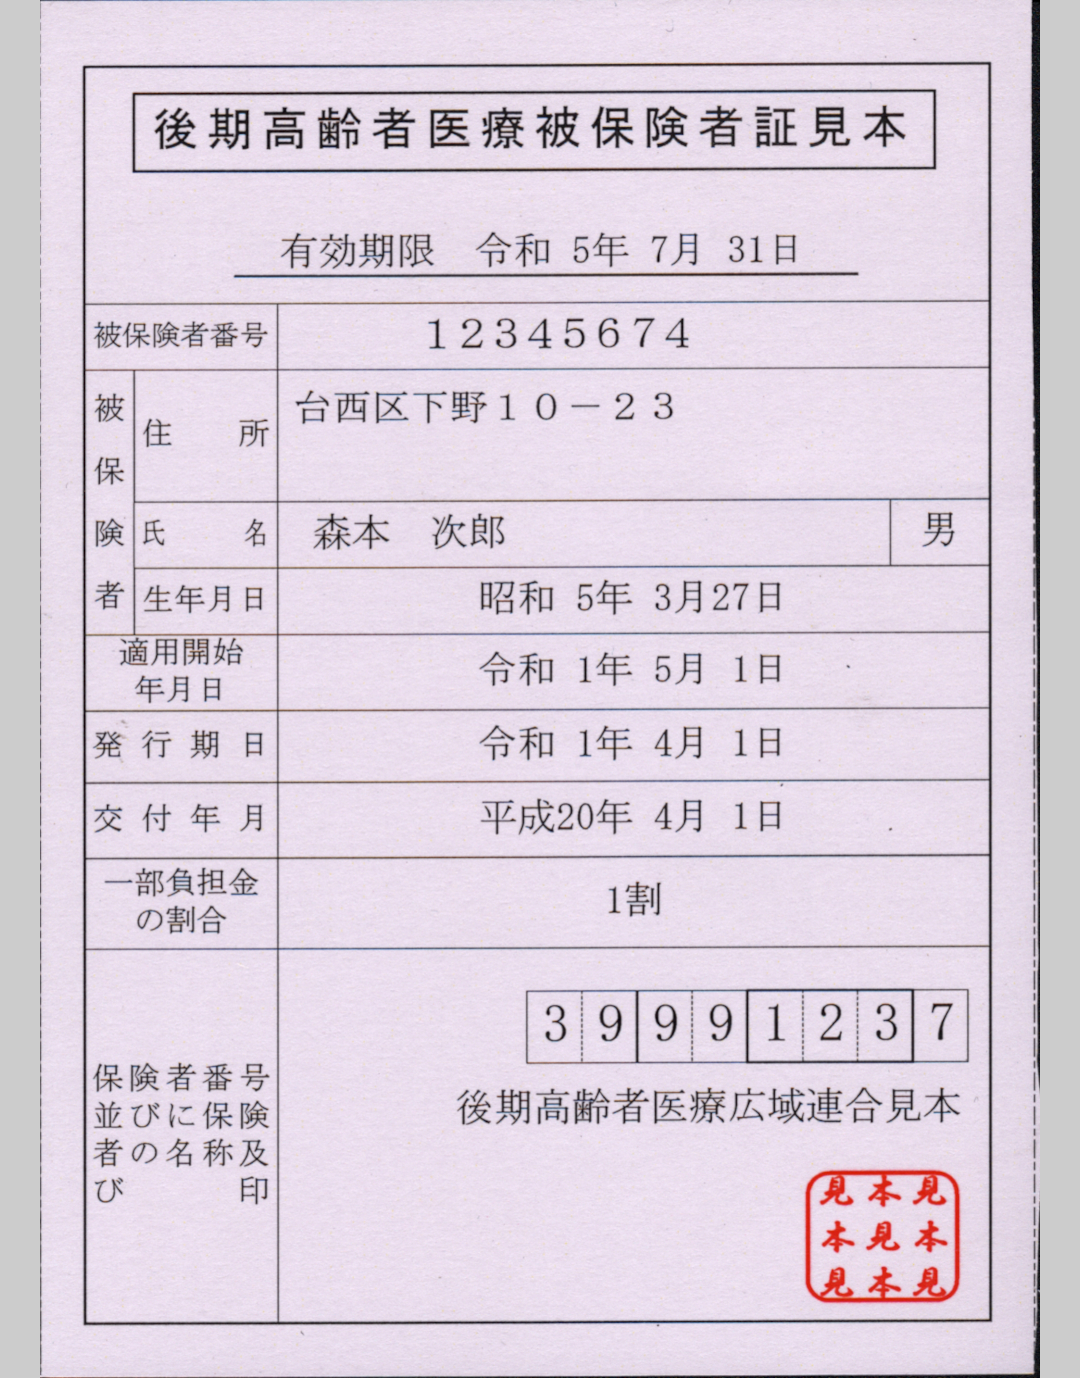 後期高齢者医療被保険者証見本
有効期限　令和 5年 7月 31日
被保険者番号　１２３４５６７４
被保険者
住所　台西区下野１０－２３
氏名　森本　次郎　男
生年月日　昭和 5年 3月27日
適用開始
年月日　令和 1年 5月 1日
発行期日　令和 1年 4月 1日
交付年月　平成20年 4月 1日
一部負担金
の割合　1割
保険者番号
並びに保険
者の名称及
び印
3 9 9 9 1 2 3 7
後期高齢者医療広域連合見本
見本見
本見本
見本見